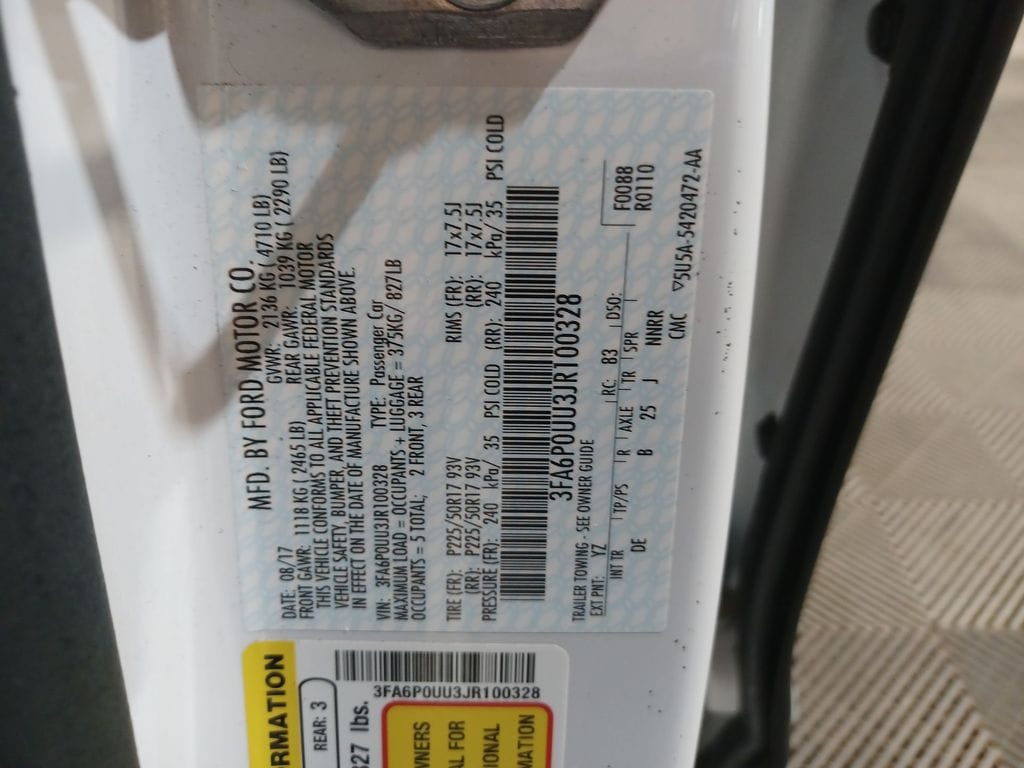 MFD. BY FORD MOTOR CO.
DATE: 08/17 GVWR: 2136 KG ( 4710 LB)
FRONT GAWR: 1118 KG ( 2465 LB) REAR GAWR: 1039 KG ( 2290 LB)
THIS VEHICLE CONFORMS TO ALL APPLICABLE FEDERAL MOTOR
VEHICLE SAFETY, BUMPER, AND THEFT PREVENTION STANDARDS
IN EFFECT ON THE DATE OF MANUFACTURE SHOWN ABOVE.
VIN: 3FA6P0UU3JR100328 TYPE: Passenger Car
MAXIMUM LOAD = OCCUPANTS + LUGGAGE = 375KG/ 827LB
OCCUPANTS = 5 TOTAL; 2 FRONT, 3 REAR
TIRE (FR): P225/50R17 93V RIMS (FR): 17x7.5J
(RR): P225/50R17 93V (RR): 17x7.5J
PRESSURE (FR): 240 kPa/ 35 PSI COLD (RR): 240 kPa/ 35 PSI COLD
3FA6P0UU3JR100328
TRAILER TOWING - SEE OWNER GUIDE
F0088
EXT PNT: YZ RC: 83 DSO: R0110
INT TR TP/PS R AXLE TR SPR
DE B 25 J NNRR
CMC ▽5U5A-5420472-AA
RMATION
REAR: 3
3FA6P0UU3JR100328
327 lbs.
WNERS
AL FOR
IONAL
MATION